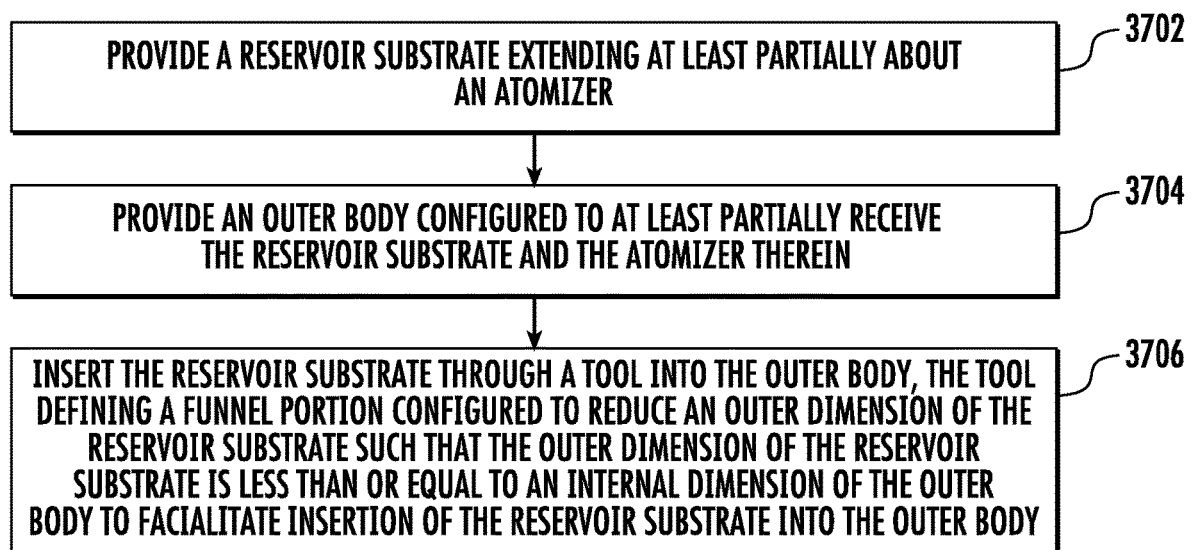 PROVIDE A RESERVOIR SUBSTRATE EXTENDING AT LEAST PARTIALLY ABOUT
AN ATOMIZER
3702
PROVIDE AN OUTER BODY CONFIGURED TO AT LEAST PARTIALLY RECEIVE
THE RESERVOIR SUBSTRATE AND THE ATOMIZER THEREIN
3704
INSERT THE RESERVOIR SUBSTRATE THROUGH A TOOL INTO THE OUTER BODY, THE TOOL
DEFINING A FUNNEL PORTION CONFIGURED TO REDUCE AN OUTER DIMENSION OF THE
RESERVOIR SUBSTRATE SUCH THAT THE OUTER DIMENSION OF THE RESERVOIR
SUBSTRATE IS LESS THAN OR EQUAL TO AN INTERNAL DIMENSION OF THE OUTER
BODY TO FACIALITATE INSERTION OF THE RESERVOIR SUBSTRATE INTO THE OUTER BODY
3706